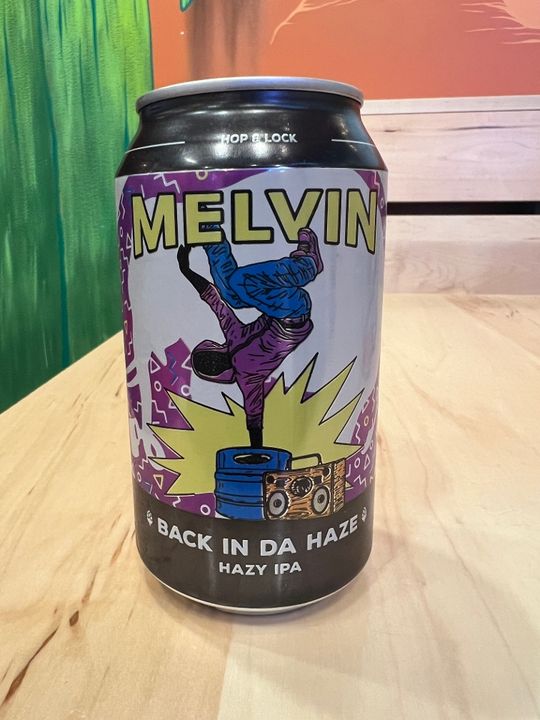 HOP & LOCK
MELVIN
BACK IN DA HAZE
HAZY IPA